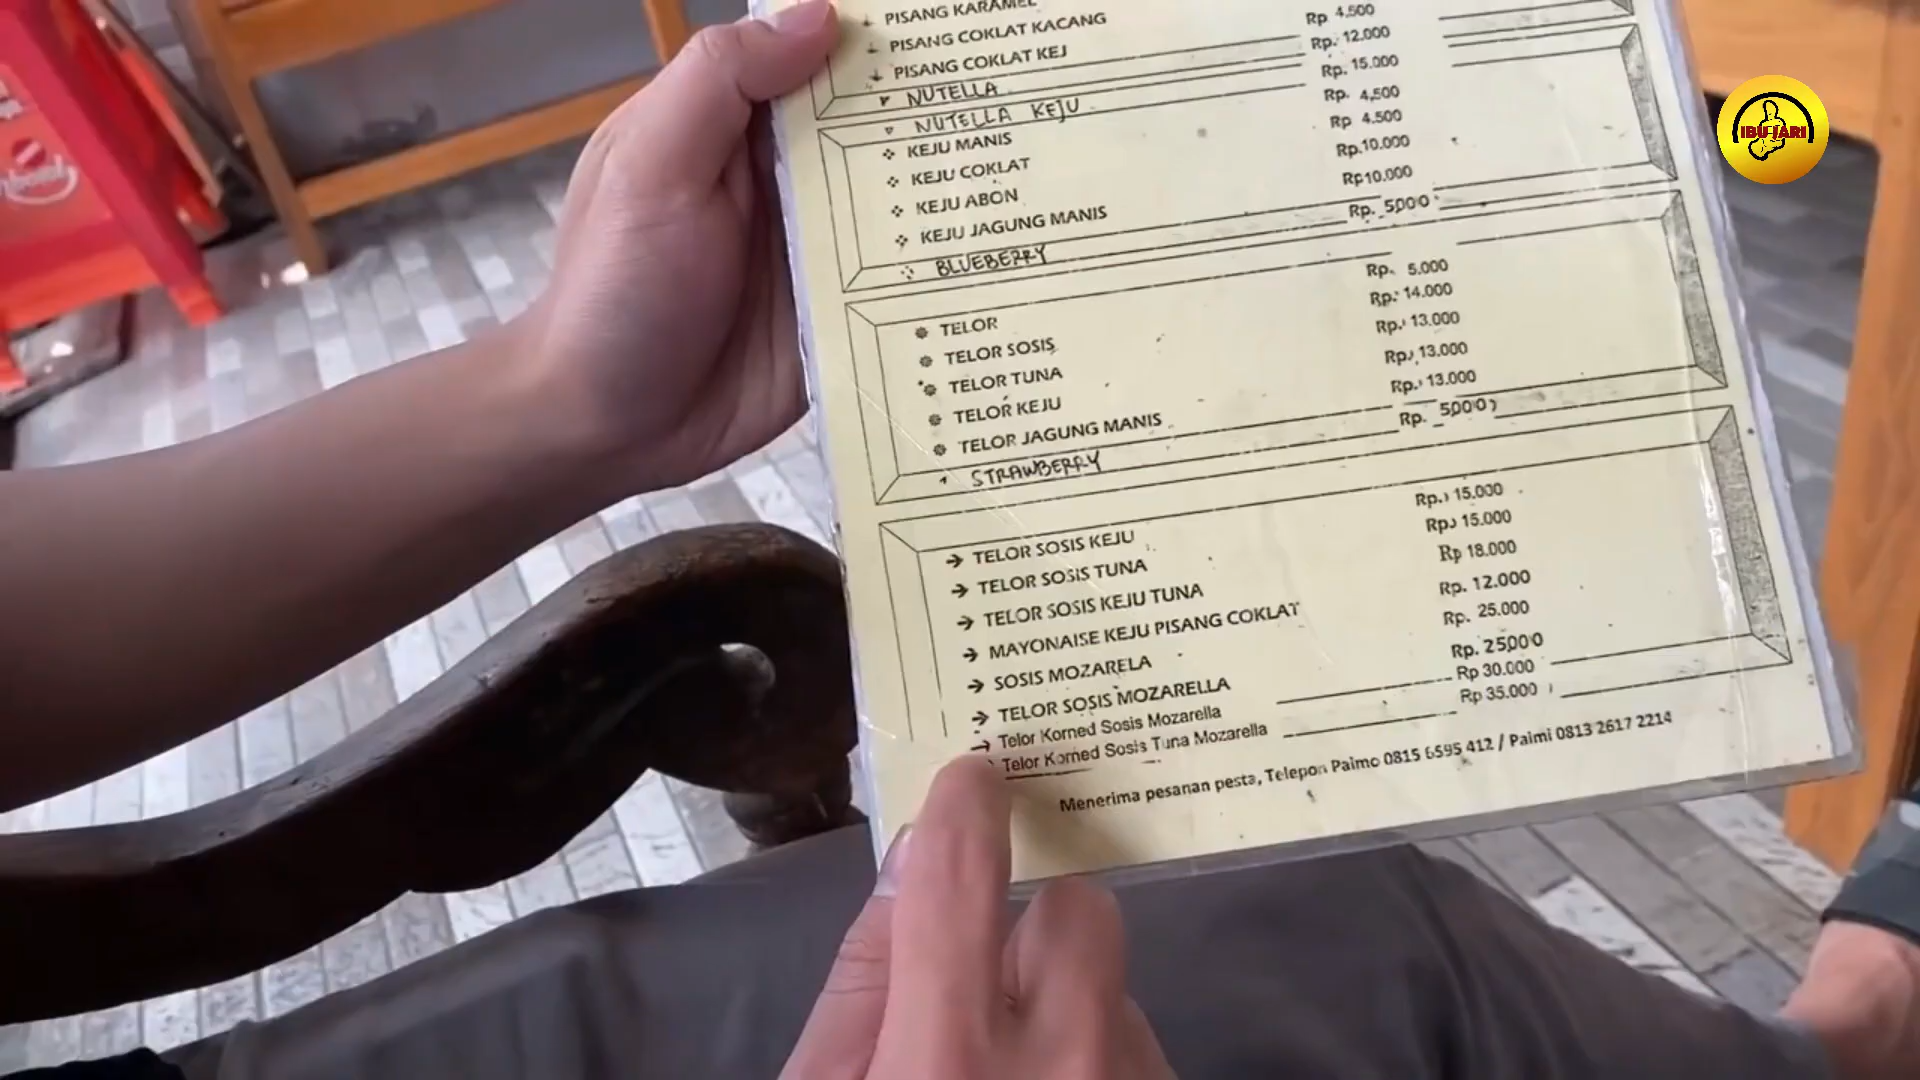 PISANG KARAMEL
PISANG COKLAT KACANG Rp 4.500
PISANG COKLAT KEJ Rp. 12.000
NUTELLA Rp. 15.000
NUTELLA KEJU Rp. 4,500
KEJU MANIS Rp 4.500
KEJU COKLAT Rp.10.000
KEJU ABON Rp10.000
KEJU JAGUNG MANIS Rp. 5000
BLUEBERRY
TELOR Rp. 5.000
TELOR SOSIS Rp. 14.000
TELOR TUNA Rp. 13.000
TELOR KEJU Rp. 13.000
TELOR JAGUNG MANIS Rp. 13.000
STRAWBERRY Rp. 5000
TELOR SOSIS KEJU Rp. 15.000
TELOR SOSIS TUNA Rp 15.000
TELOR SOSIS KEJU TUNA Rp 18.000
MAYONAISE KEJU PISANG COKLAT Rp. 12.000
SOSIS MOZARELA Rp. 25.000
TELOR SOSIS MOZARELLA Rp. 25000
Telor Korned Sosis Mozarella Rp 30.000
Telor Korned Sosis Tuna Mozarella Rp 35.000
Menerima pesanan pesta, Telepon Paimo 0815 6595 412 / Paimi 0813 2617 2214
IBU JARI